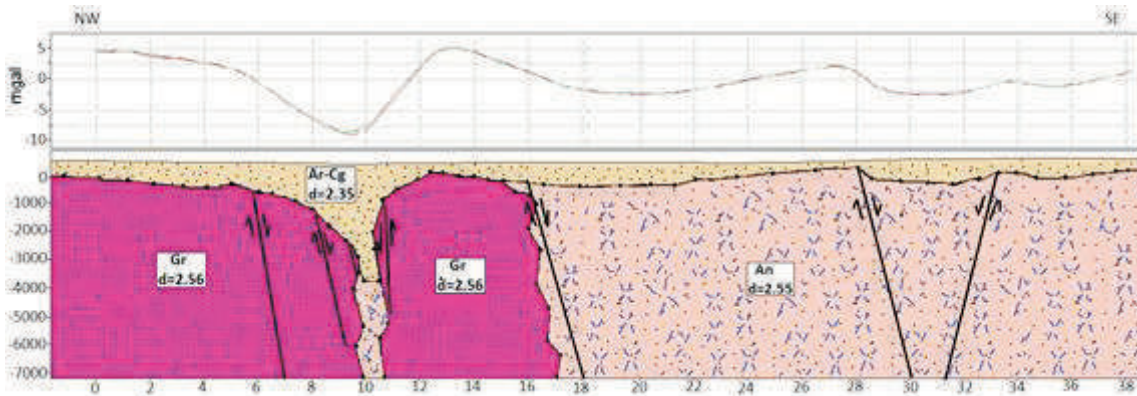 NW SE
5
0
-5
-10
mgal
0
1000
2000
-3000
-4000
-5000
-6000
-7000
Ar-Cg
d=2.35
Gr
d=2.56
Gr
d=2.56
An
d=2.55
0 2 4 6 8 10 12 14 16 18 20 22 24 26 28 30 32 34 36 38